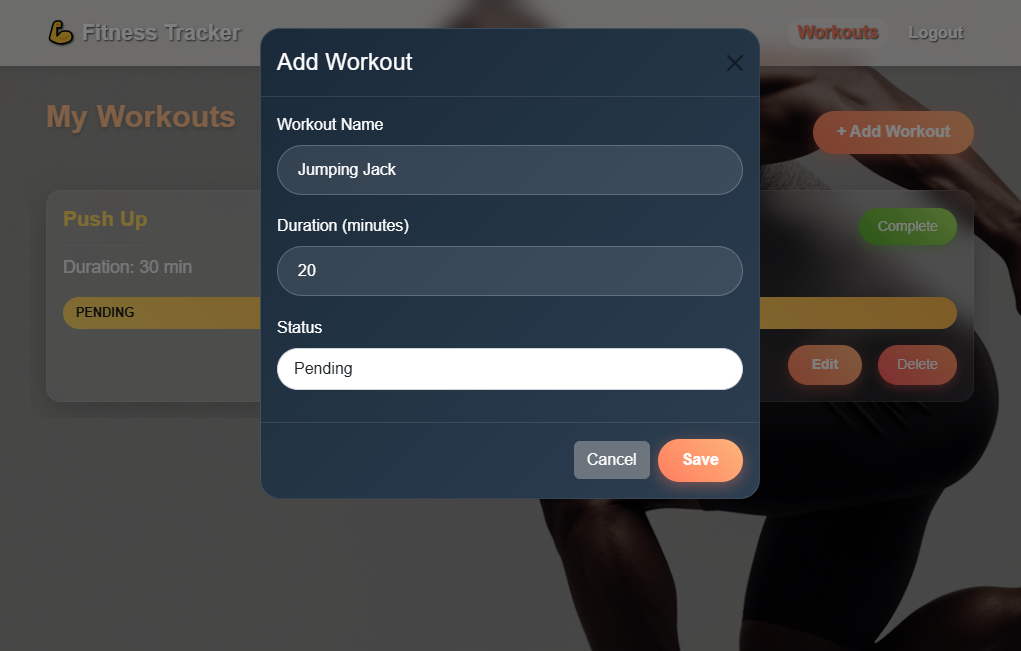 Fitness Tracker
Workouts
Logout
My Workouts
+ Add Workout
Push Up
Complete
Duration: 30 min
PENDING
Edit
Delete
Add Workout
Workout Name
Jumping Jack
Duration (minutes)
20
Status
Pending
Cancel
Save